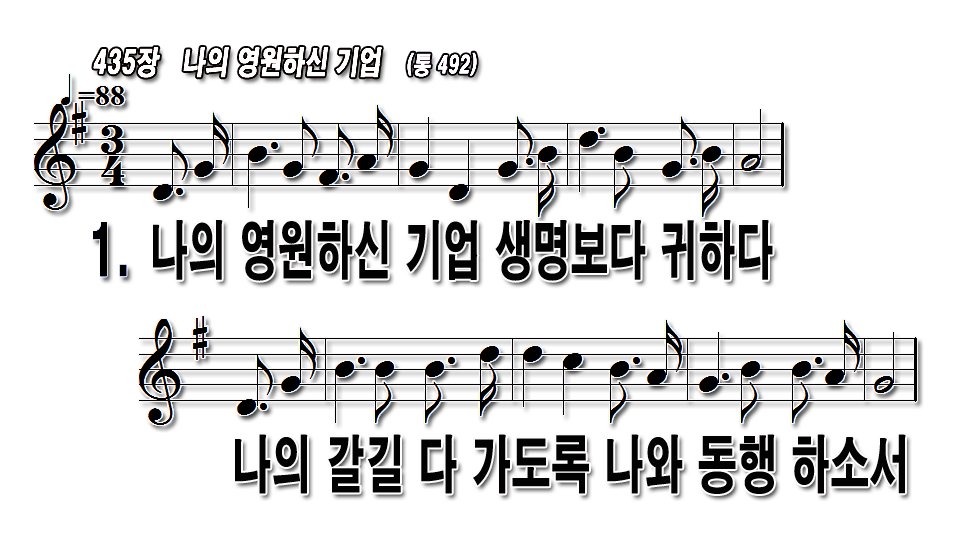 435장 나의 영원하신 기업 (통 492)
♩=88
3/4
1. 나의 영원하신 기업 생명보다 귀하다
나의 갈길 다 가도록 나와 동행 하소서